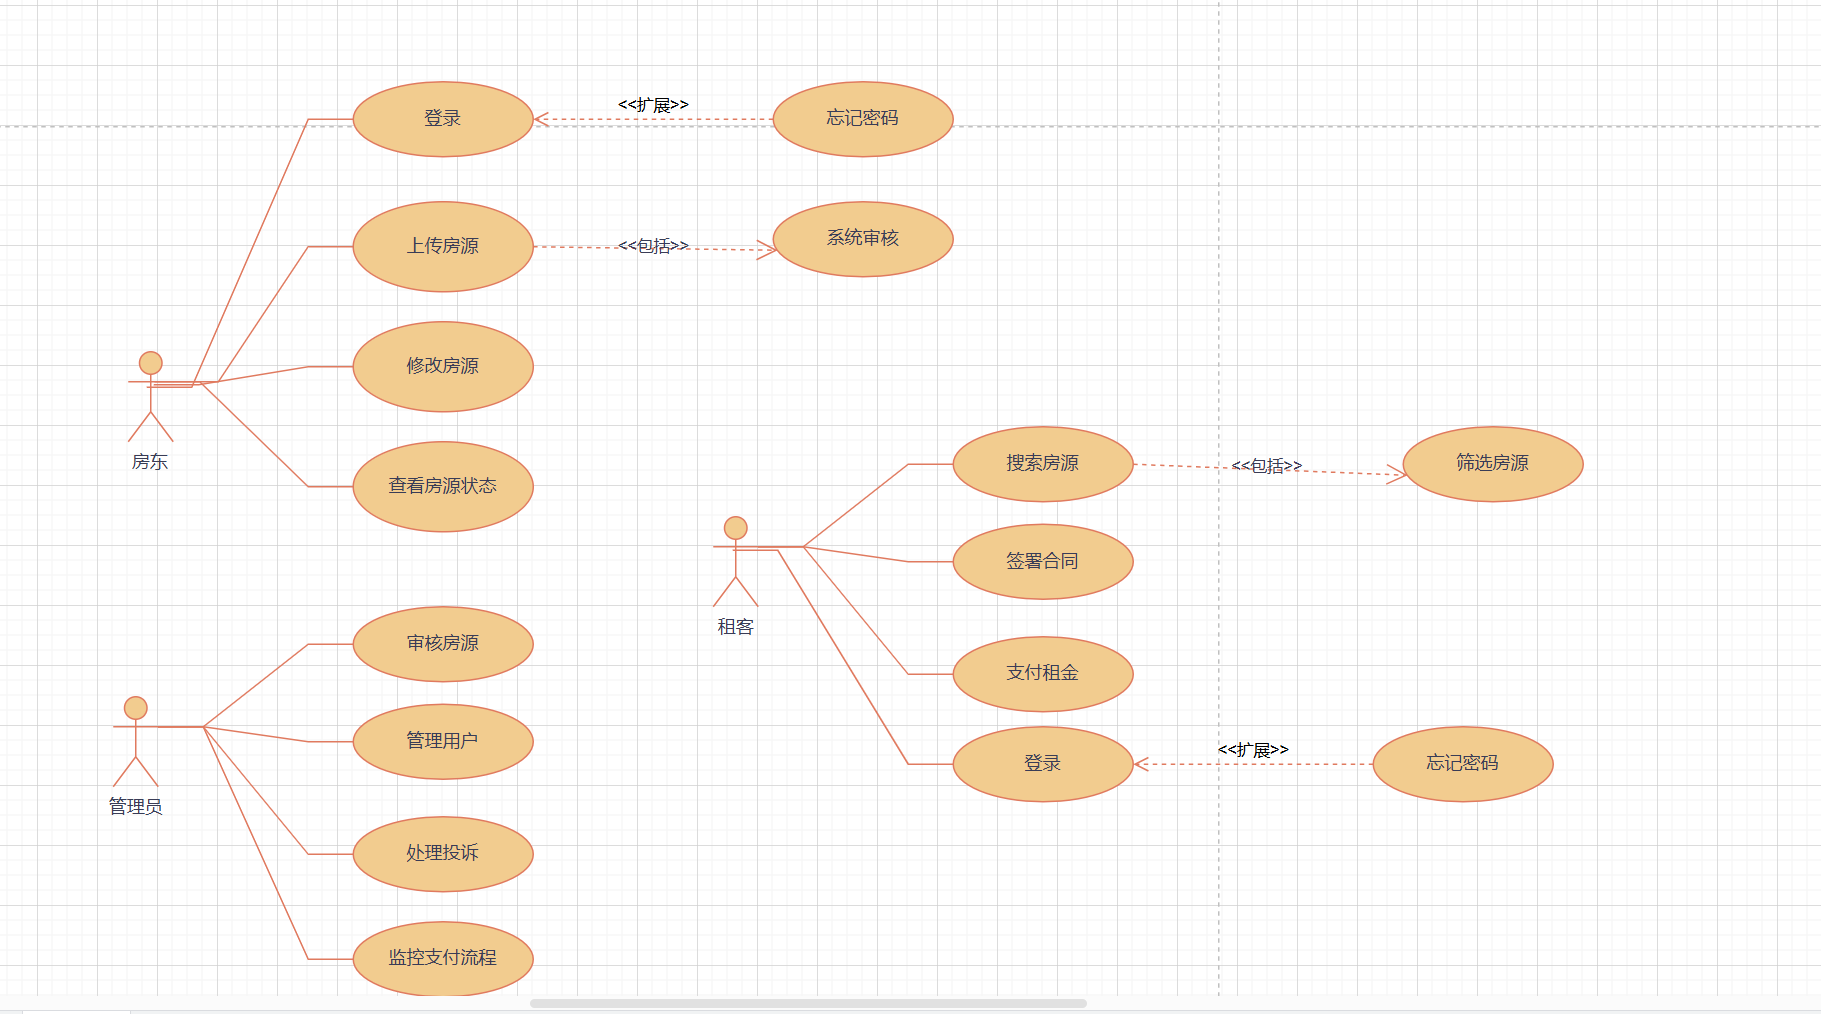 登录
<<扩展>>
忘记密码
上传房源
<<包括>>
系统审核
修改房源
查看房源状态
房东
搜索房源
<<包括>>
筛选房源
签署合同
支付租金
登录
<<扩展>>
忘记密码
租客
审核房源
管理用户
处理投诉
监控支付流程
管理员